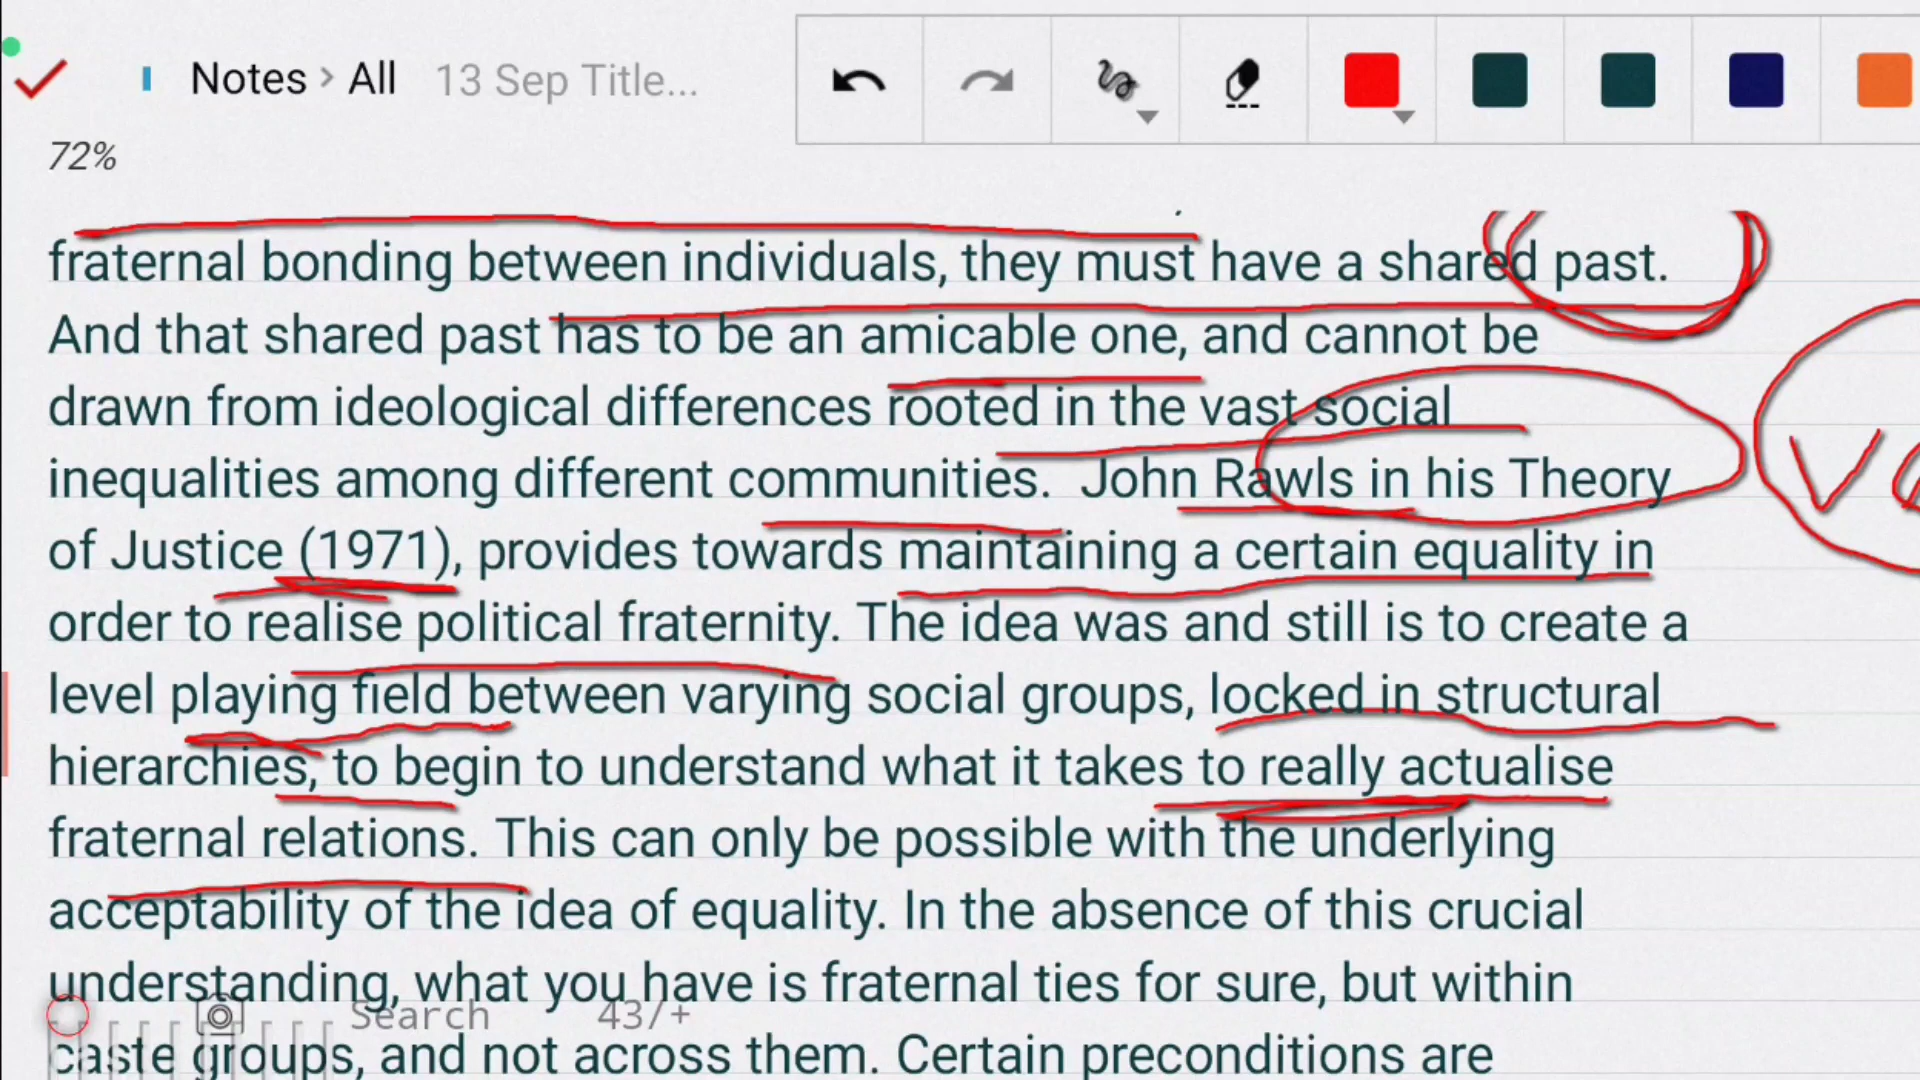 Notes > All 13 Sep Title...
72%
fraternal bonding between individuals, they must have a shared past.
And that shared past has to be an amicable one, and cannot be
drawn from ideological differences rooted in the vast social
inequalities among different communities. John Rawls in his Theory
of Justice (1971), provides towards maintaining a certain equality in
order to realise political fraternity. The idea was and still is to create a
level playing field between varying social groups, locked in structural
hierarchies, to begin to understand what it takes to really actualise
fraternal relations. This can only be possible with the underlying
acceptability of the idea of equality. In the absence of this crucial
understanding, what you have is fraternal ties for sure, but within
Search 43/+
caste groups, and not across them. Certain preconditions are